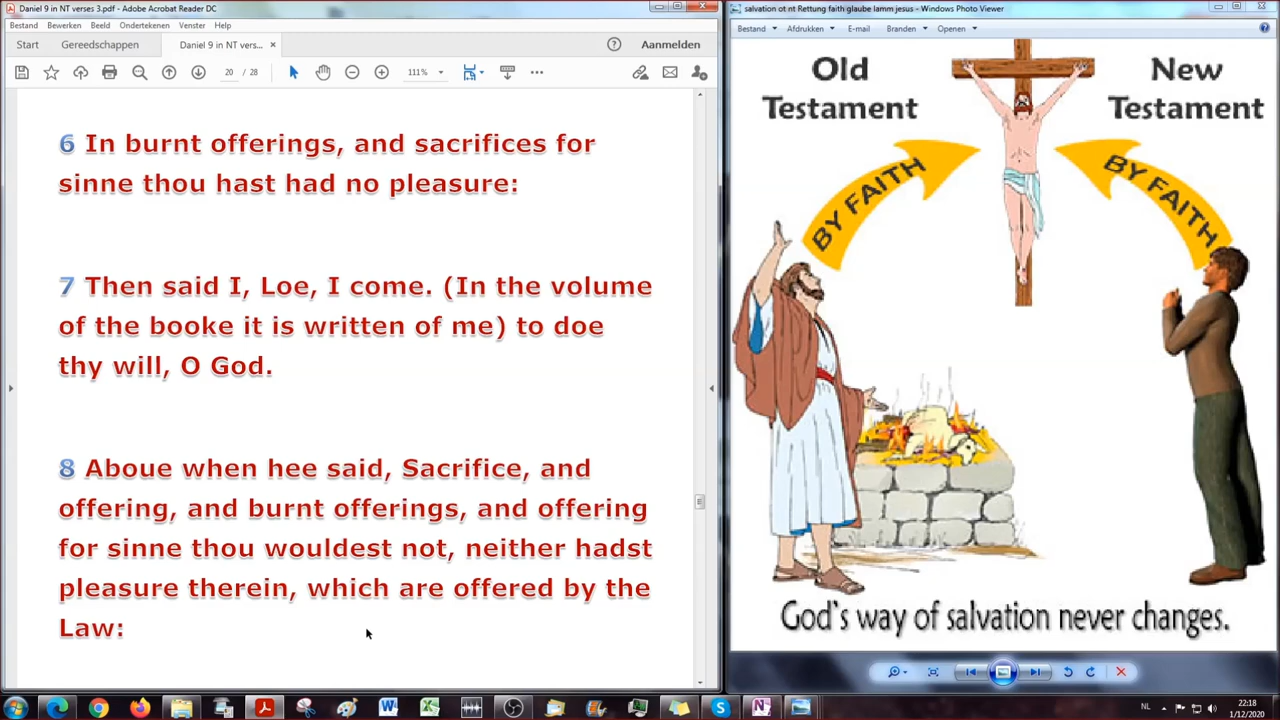 Daniel 9 in NT verses 3.pdf - Adobe Acrobat Reader DC
Bestand Bewerken Beeld Ondertekenen Venster Help
Start Gereedschappen Daniel 9 in NT vers... × Aanmelden
20 / 28 111%
6 In burnt offerings, and sacrifices for
sinne thou hast had no pleasure:
7 Then said I, Loe, I come. (In the volume
of the booke it is written of me) to doe
thy will, O God.
8 Aboue when hee said, Sacrifice, and
offering, and burnt offerings, and offering
for sinne thou wouldest not, neither hadst
pleasure therein, which are offered by the
Law:
salvation ot nt Rettung faith glaube lamm jesus - Windows Photo Viewer
Bestand Afdrukken E-mail Branden Openen
Old
Testament
New
Testament
BY FAITH
BY FAITH
God's way of salvation never changes.
NL
22:18
1/12/2020